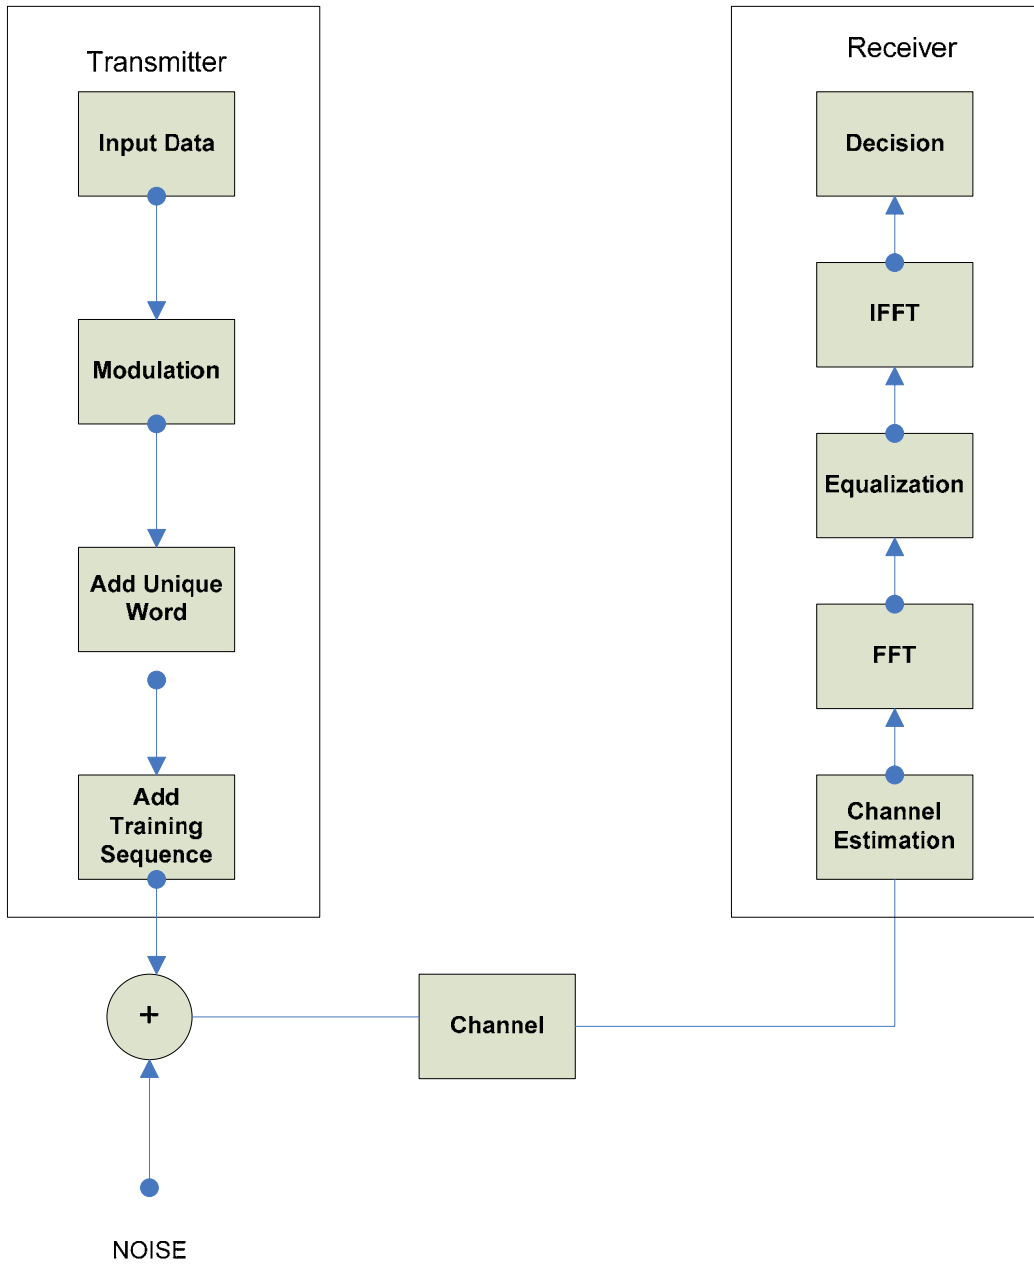 Transmitter
Input Data
Modulation
Add Unique
Word
Add
Training
Sequence
+
NOISE
Channel
Receiver
Decision
IFFT
Equalization
FFT
Channel
Estimation